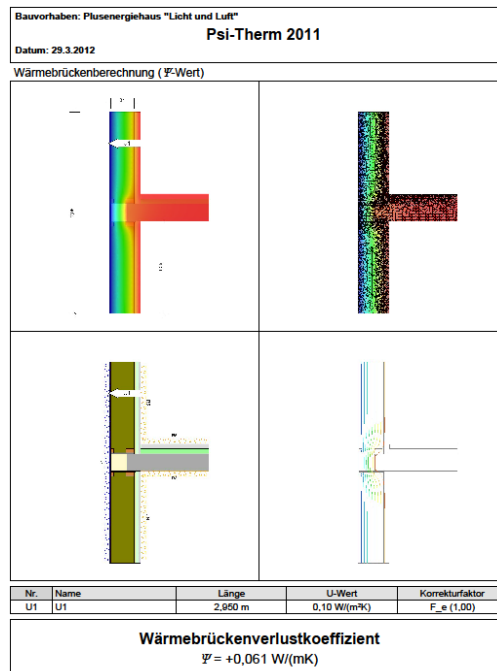 Bauvorhaben: Plusenergiehaus "Licht und Luft"
Psi-Therm 2011
Datum: 29.3.2012
Wärmebrückenberechnung (Ψ-Wert)
Nr. Name Länge U-Wert Korrekturfaktor
U1 U1 2,950 m 0,10 W/(m²K) F_e (1,00)
Wärmebrückenverlustkoeffizient
Ψ = +0,061 W/(mK)